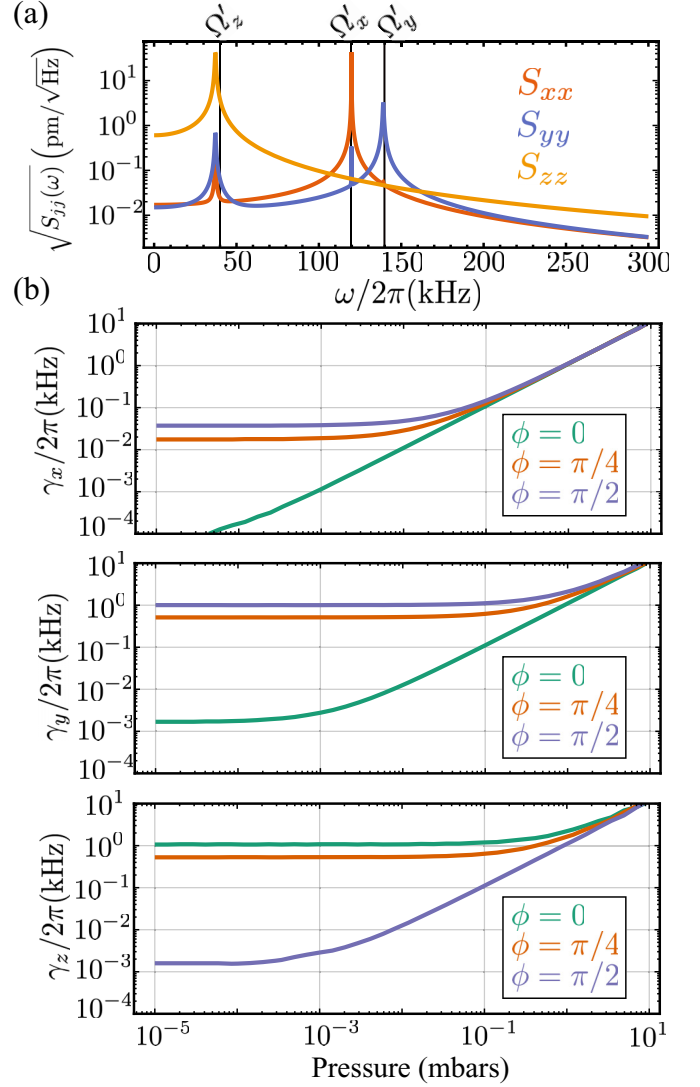 (a)
Ω′z Ω′x Ω′y
√Sjj(ω) (pm/√Hz)
10¹
10⁰
10⁻¹
10⁻²
Sxx
Syy
Szz
0 50 100 150 200 250 300
ω/2π(kHz)
(b)
γx/2π(kHz)
10¹
10⁰
10⁻¹
10⁻²
10⁻³
10⁻⁴
ϕ = 0
ϕ = π/4
ϕ = π/2
γy/2π(kHz)
10¹
10⁰
10⁻¹
10⁻²
10⁻³
10⁻⁴
ϕ = 0
ϕ = π/4
ϕ = π/2
γz/2π(kHz)
10¹
10⁰
10⁻¹
10⁻²
10⁻³
10⁻⁴
ϕ = 0
ϕ = π/4
ϕ = π/2
10⁻⁵ 10⁻³ 10⁻¹ 10¹
Pressure (mbars)